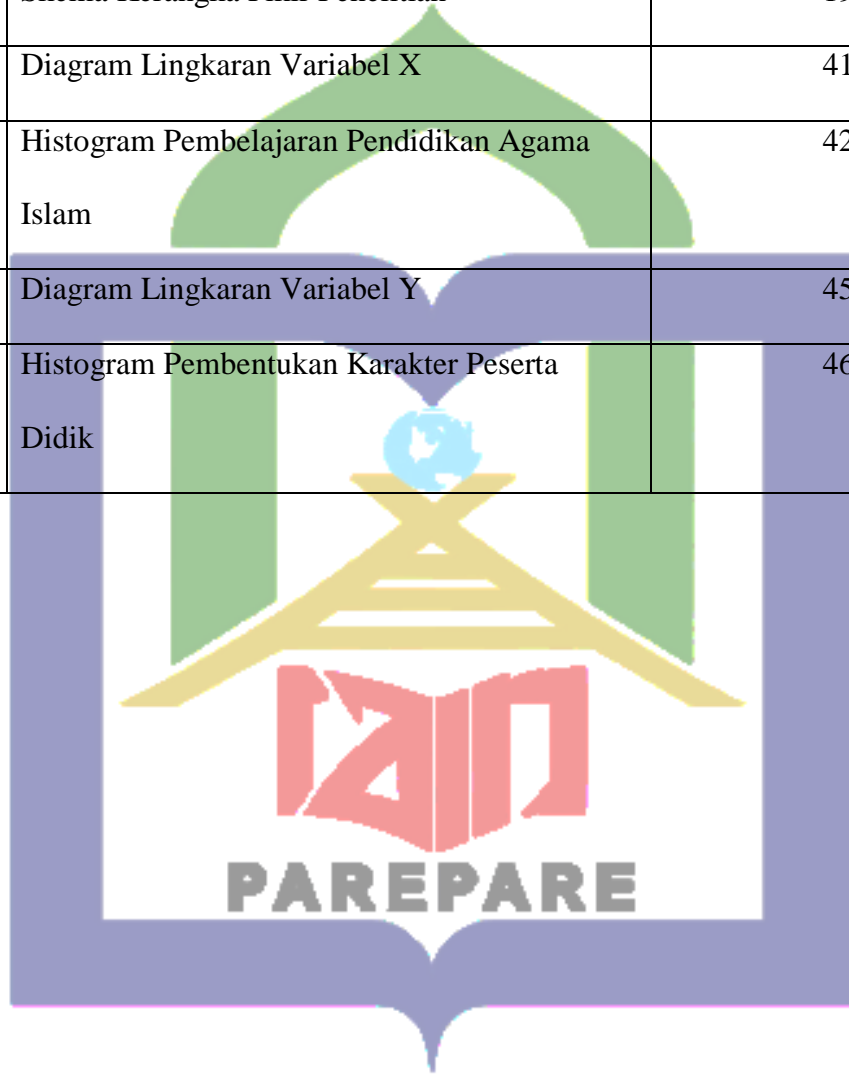 Diagram Lingkaran Variabel X 41
Histogram Pembelajaran Pendidikan Agama 42
Islam
Diagram Lingkaran Variabel Y 45
Histogram Pembentukan Karakter Peserta 46
Didik
iain
PAREPARE